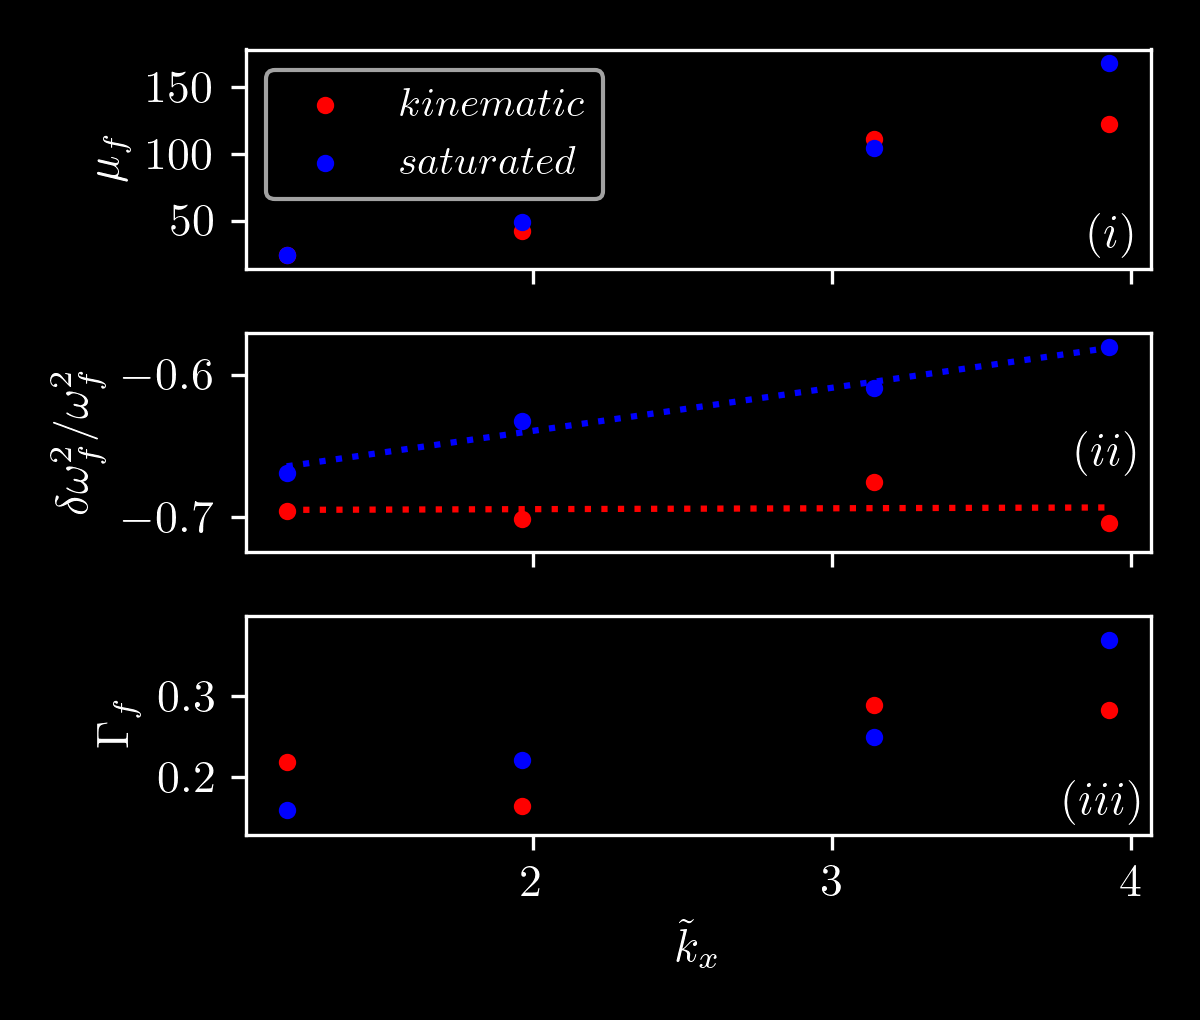 150
100
50
μ_f
kinematic
saturated
(i)
−0.6
−0.7
δω_f^2/ω_f^2
(ii)
0.3
0.2
Γ_f
(iii)
2 3 4
k̃_x